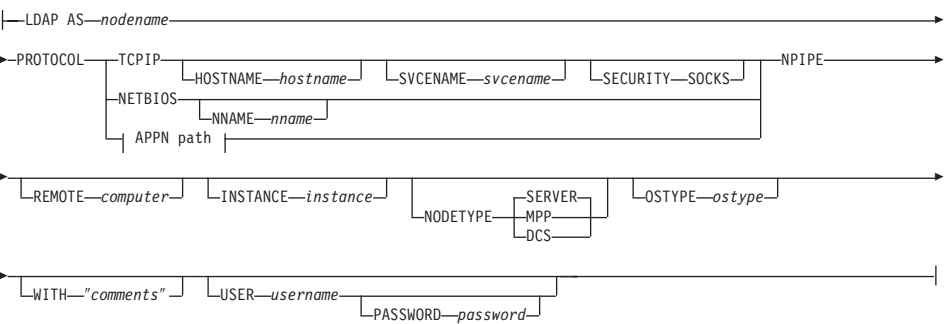 LDAP AS nodename
PROTOCOL TCPIP HOSTNAME hostname SVCENAME svcename SECURITY SOCKS NPIPE
NETBIOS NNAME nname
APPN path
REMOTE computer INSTANCE instance NODETYPE SERVER OSTYPE ostype
MPP
DCS
WITH "comments" USER username PASSWORD password